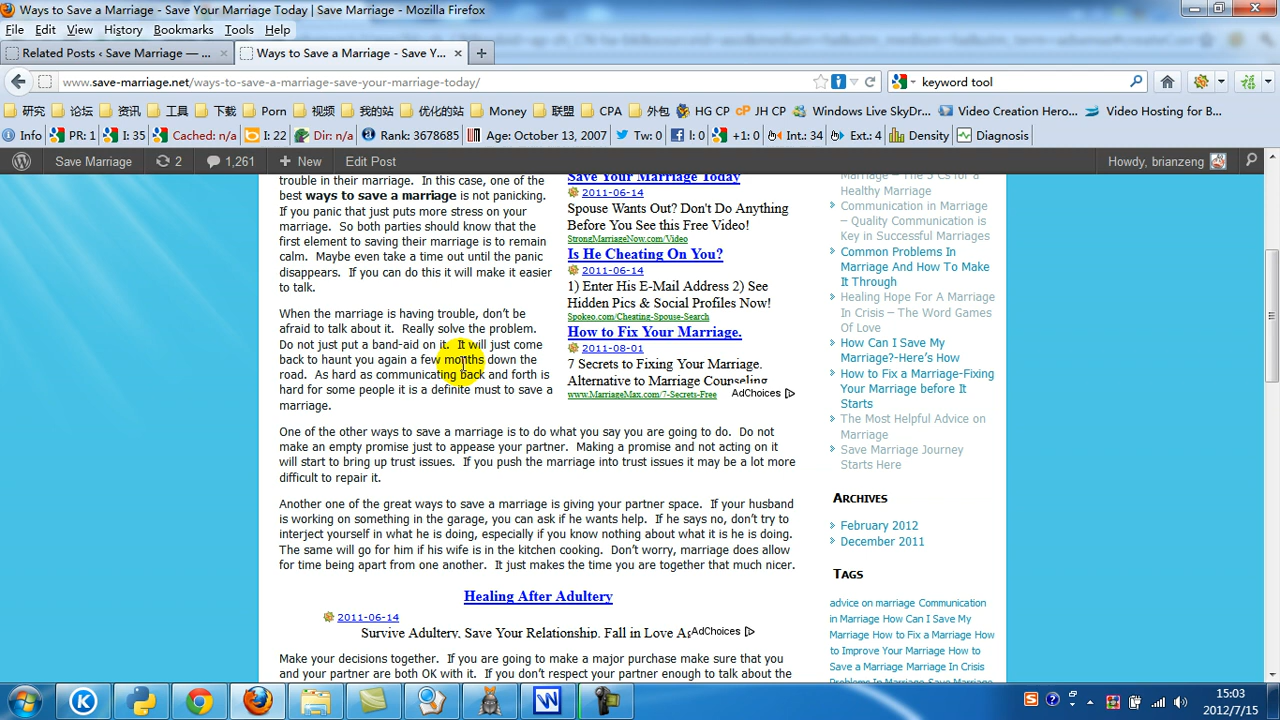 Ways to Save a Marriage - Save Your Marriage Today | Save Marriage - Mozilla Firefox
File Edit View History Bookmarks Tools Help
Related Posts ‹ Save Marriage — ...
Ways to Save a Marriage - Save Y...
www.save-marriage.net/ways-to-save-a-marriage-save-your-marriage-today/
keyword tool
研究 论坛 资讯 工具 下载 Porn 视频 我的站 优化的站 Money 联盟 CPA 外包 HG CP JH CP Windows Live SkyDr... Video Creation Hero... Video Hosting for B...
Info PR: 1 I: 35 Cached: n/a I: 22 Dir: n/a Rank: 3678685 Age: October 13, 2007 Tw: 0 I: 0 +1: 0 Int.: 34 Ext.: 4 Density Diagnosis
Save Marriage 2 1,261 New Edit Post Howdy, brianzeng
trouble in their marriage. In this case, one of the
best ways to save a marriage is not panicking.
If you panic that just puts more stress on your
marriage. So both parties should know that the
first element to saving their marriage is to remain
calm. Maybe even take a time out until the panic
disappears. If you can do this it will make it easier
to talk.
When the marriage is having trouble, don’t be
afraid to talk about it. Really solve the problem.
Do not just put a band-aid on it. It will just come
back to haunt you again a few months down the
road. As hard as communicating back and forth is
hard for some people it is a definite must to save a
marriage.
Save Your Marriage Today
2011-06-14
Spouse Wants Out? Don't Do Anything
Before You See this Free Video!
StrongMarriageNow.com/Video
Is He Cheating On You?
2011-06-14
1) Enter His E-Mail Address 2) See
Hidden Pics & Social Profiles Now!
Spokeo.com/Cheating-Spouse-Search
How to Fix Your Marriage.
2011-08-01
7 Secrets to Fixing Your Marriage.
Alternative to Marriage Counseling
www.MarriageMax.com/7-Secrets-Free
AdChoices
One of the other ways to save a marriage is to do what you say you are going to do. Do not
make an empty promise just to appease your partner. Making a promise and not acting on it
will start to bring up trust issues. If you push the marriage into trust issues it may be a lot more
difficult to repair it.
Another one of the great ways to save a marriage is giving your partner space. If your husband
is working on something in the garage, you can ask if he wants help. If he says no, don’t try to
interject yourself in what he is doing, especially if you know nothing about what it is he is doing.
The same will go for him if his wife is in the kitchen cooking. Don’t worry, marriage does allow
for time being apart from one another. It just makes the time you are together that much nicer.
Healing After Adultery
2011-06-14
Survive Adultery, Save Your Relationship. Fall in Love
AdChoices
Make your decisions together. If you are going to make a major purchase make sure that you
and your partner are both OK with it. If you don’t respect your partner enough to talk about the
Marriage – The 5 Cs for a
Healthy Marriage
Communication in Marriage
– Quality Communication is
Key in Successful Marriages
Common Problems In
Marriage And How To Make
It Through
Healing Hope For A Marriage
In Crisis – The Word Games
Of Love
How Can I Save My
Marriage?-Here’s How
How to Fix a Marriage-Fixing
Your Marriage before It
Starts
The Most Helpful Advice on
Marriage
Save Marriage Journey
Starts Here
Archives
February 2012
December 2011
Tags
advice on marriage Communication
in Marriage How Can I Save My
Marriage How to Fix a Marriage How
to Improve Your Marriage How to
Save a Marriage Marriage In Crisis
Problems In Marriage Save Marriage
15:03
2012/7/15